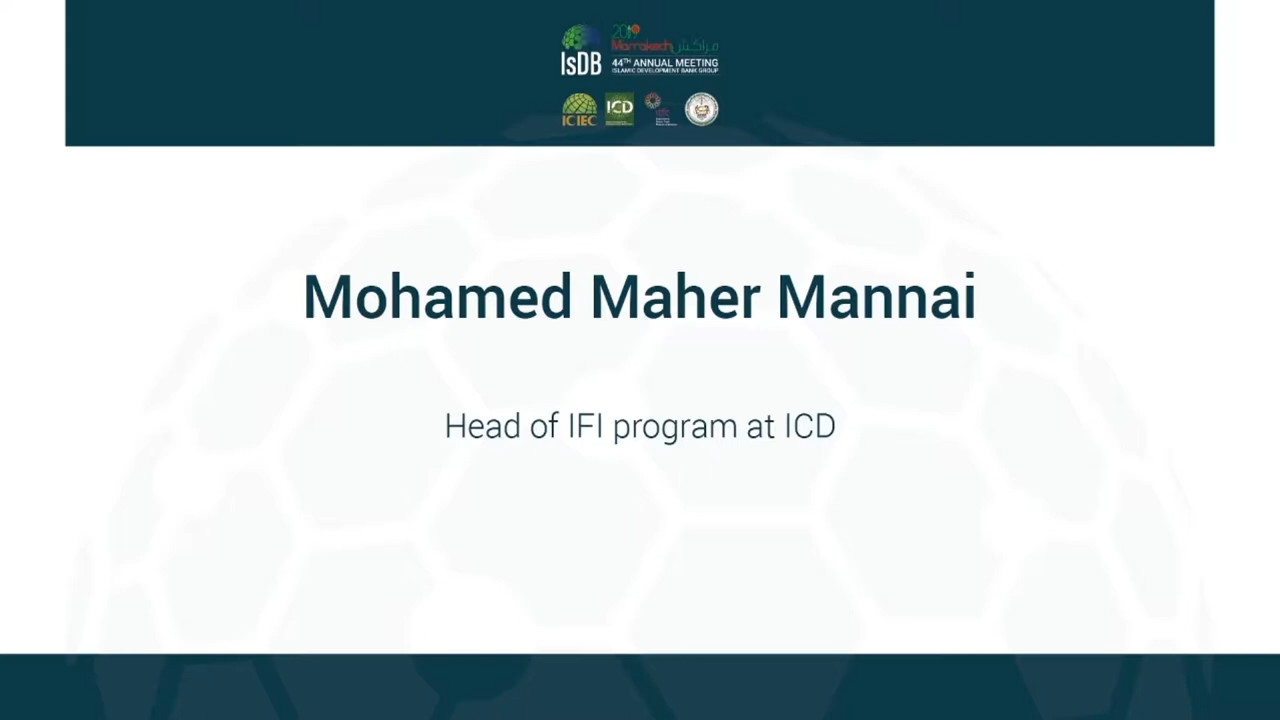 2019
Marrakech مراكش
IsDB
44TH ANNUAL MEETING
ISLAMIC DEVELOPMENT BANK GROUP
ICIEC
ICD
Mohamed Maher Mannai
Head of IFI program at ICD